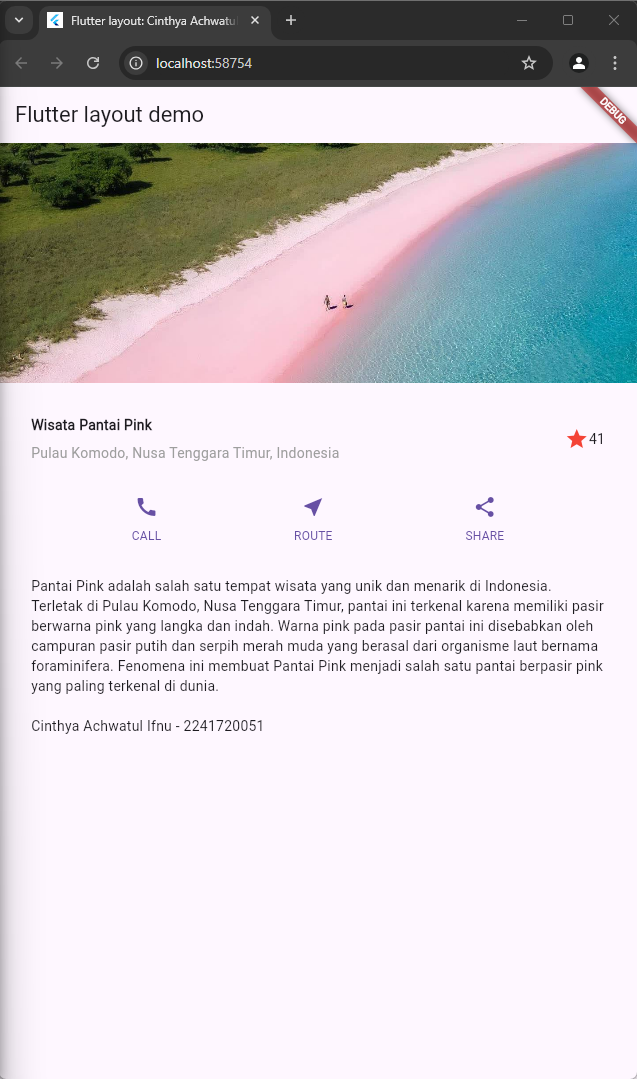 Flutter layout: Cinthya Achwatul
localhost:58754
Flutter layout demo
DEBUG
Wisata Pantai Pink
Pulau Komodo, Nusa Tenggara Timur, Indonesia
41
CALL
ROUTE
SHARE
Pantai Pink adalah salah satu tempat wisata yang unik dan menarik di Indonesia.
Terletak di Pulau Komodo, Nusa Tenggara Timur, pantai ini terkenal karena memiliki pasir
berwarna pink yang langka dan indah. Warna pink pada pasir pantai ini disebabkan oleh
campuran pasir putih dan serpih merah muda yang berasal dari organisme laut bernama
foraminifera. Fenomena ini membuat Pantai Pink menjadi salah satu pantai berpasir pink
yang paling terkenal di dunia.
Cinthya Achwatul Ifnu - 2241720051